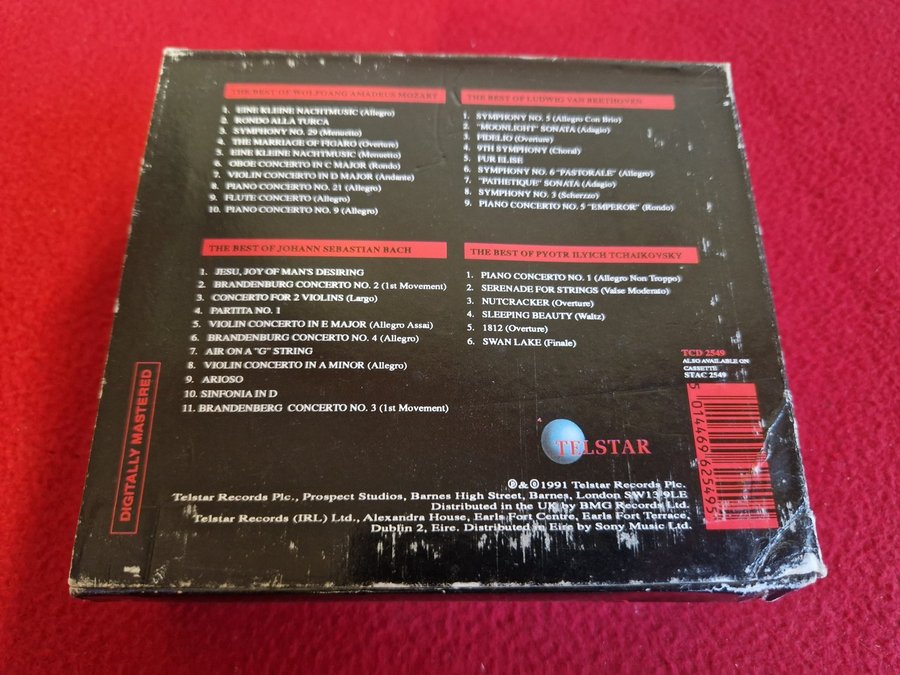 THE BEST OF WOLFGANG AMADEUS MOZART
1. EINE KLEINE NACHTMUSIC (Allegro)
2. RONDO ALLA TURCA
3. SYMPHONY NO. 29 (Menuetto)
4. THE MARRIAGE OF FIGARO (Overture)
5. EINE KLEINE NACHTMUSIC (Menuetto)
6. OBOE CONCERTO IN C MAJOR (Rondo)
7. VIOLIN CONCERTO IN D MAJOR (Andante)
8. PIANO CONCERTO NO. 21 (Allegro)
9. FLUTE CONCERTO (Allegro)
10. PIANO CONCERTO NO. 9 (Allegro)
THE BEST OF LUDWIG VAN BEETHOVEN
1. SYMPHONY NO. 5 (Allegro Con Brio)
2. "MOONLIGHT" SONATA (Adagio)
3. FIDELIO (Overture)
4. 9TH SYMPHONY (Choral)
5. FUR ELISE
6. SYMPHONY NO. 6 "PASTORALE" (Allegro)
7. "PATHETIQUE" SONATA (Adagio)
8. SYMPHONY NO. 3 (Scherzzo)
9. PIANO CONCERTO NO. 5 "EMPEROR" (Rondo)
THE BEST OF JOHANN SEBASTIAN BACH
1. JESU, JOY OF MAN'S DESIRING
2. BRANDENBURG CONCERTO NO. 2 (1st Movement)
3. CONCERTO FOR 2 VIOLINS (Largo)
4. PARTITA NO. 1
5. VIOLIN CONCERTO IN E MAJOR (Allegro Assai)
6. BRANDENBURG CONCERTO NO. 4 (Allegro)
7. AIR ON A "G" STRING
8. VIOLIN CONCERTO IN A MINOR (Allegro)
9. ARIOSO
10. SINFONIA IN D
11. BRANDENBERG CONCERTO NO. 3 (1st Movement)
THE BEST OF PYOTR ILYICH TCHAIKOVSKY
1. PIANO CONCERTO NO. 1 (Allegro Non Troppo)
2. SERENADE FOR STRINGS (Valse Moderato)
3. NUTCRACKER (Overture)
4. SLEEPING BEAUTY (Waltz)
5. 1812 (Overture)
6. SWAN LAKE (Finale)
TCD 2549
ALSO AVAILABLE ON
CASSETTE
STAC 2549
5 014469 625495
DIGITALLY MASTERED
TELSTAR
℗ & © 1991 Telstar Records Plc.
Telstar Records Plc., Prospect Studios, Barnes High Street, Barnes, London SW13 9LE
Distributed in the UK by BMG Records Ltd.
Telstar Records (IRL) Ltd., Alexandra House, Earls Fort Centre, Earls Fort Terrace,
Dublin 2, Eire. Distributed in Eire by Sony Music Ltd.